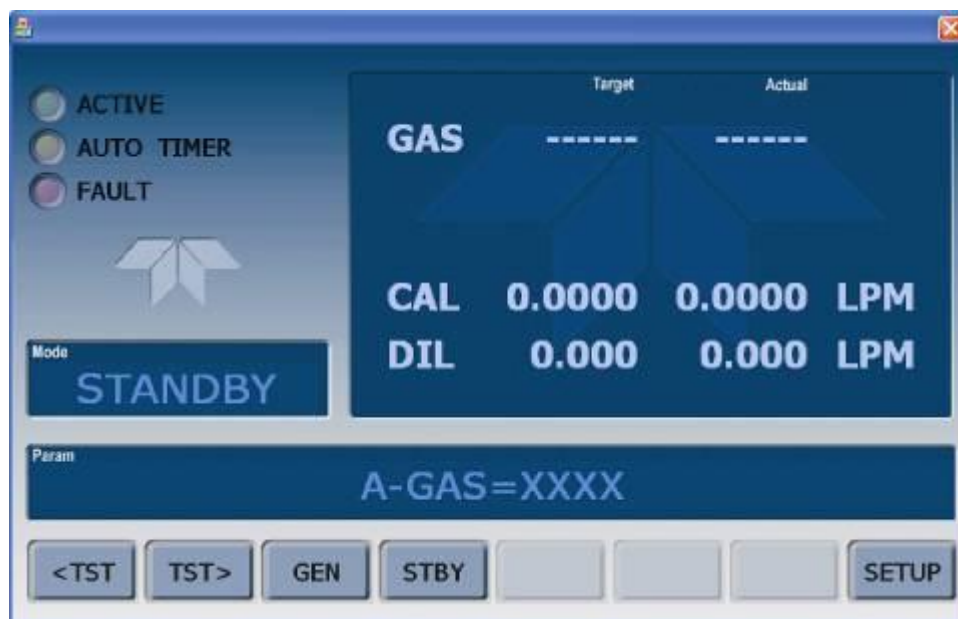 ACTIVE
AUTO TIMER
FAULT
Target Actual
GAS ------ ------
CAL 0.0000 0.0000 LPM
DIL 0.000 0.000 LPM
Mode
STANDBY
Param
A-GAS=XXXX
<TST TST> GEN STBY SETUP